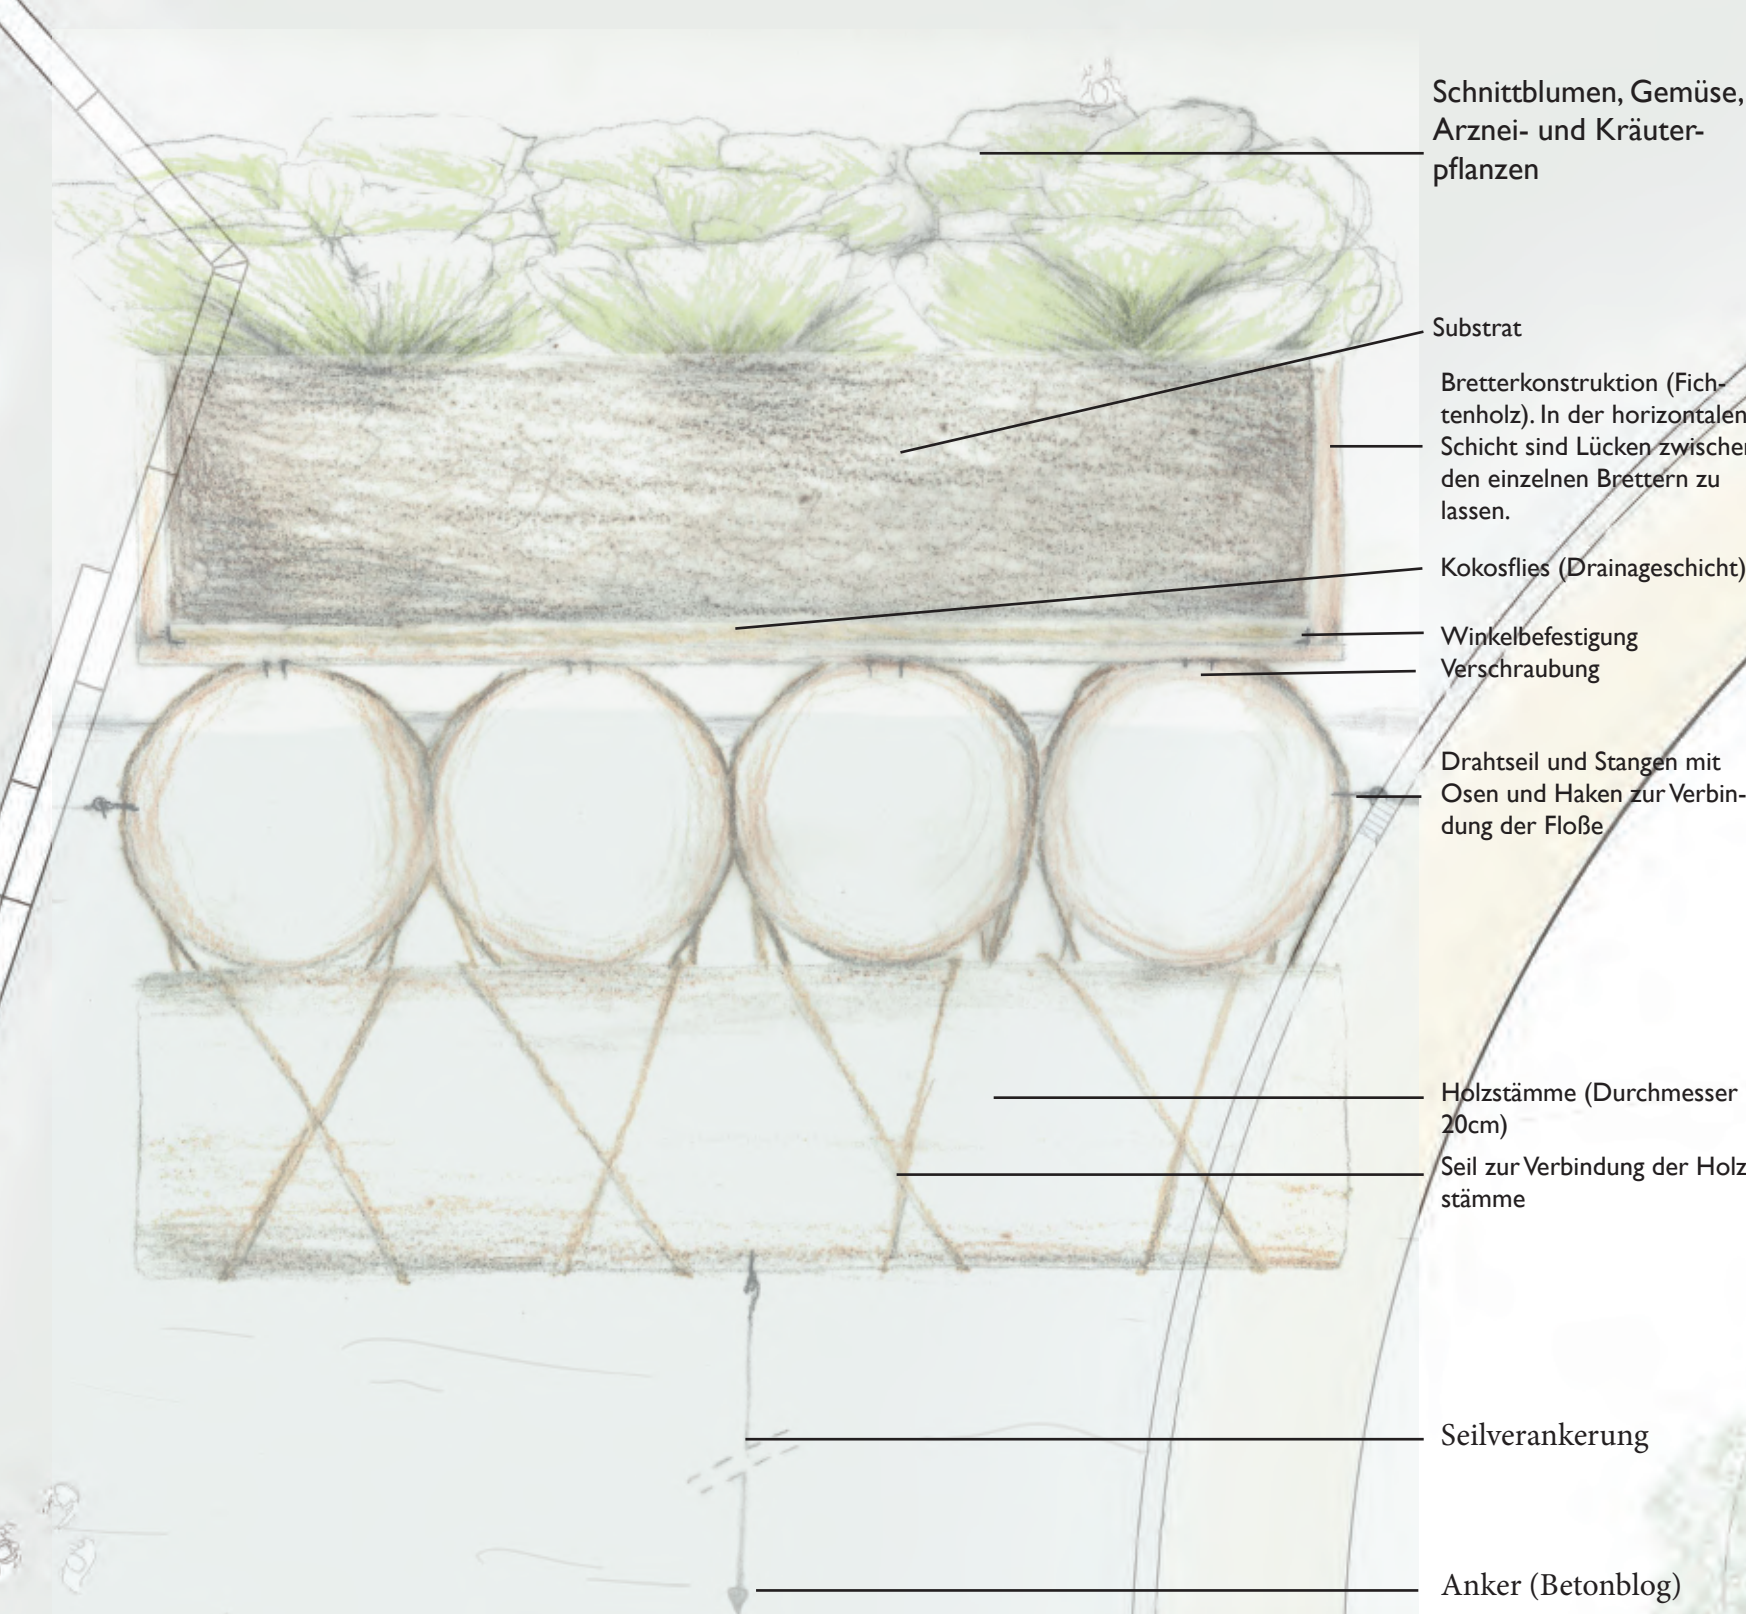 Schnittblumen, Gemüse,
Arznei- und Kräuter-
pflanzen
Substrat
Bretterkonstruktion (Fich-
tenholz). In der horizontalen
Schicht sind Lücken zwischen
den einzelnen Brettern zu
lassen.
Kokosflies (Drainageschicht)
Winkelbefestigung
Verschraubung
Drahtseil und Stangen mit
Osen und Haken zur Verbin-
dung der Floße
Holzstämme (Durchmesser
20cm)
Seil zur Verbindung der Holz
stämme
Seilverankerung
Anker (Betonblog)